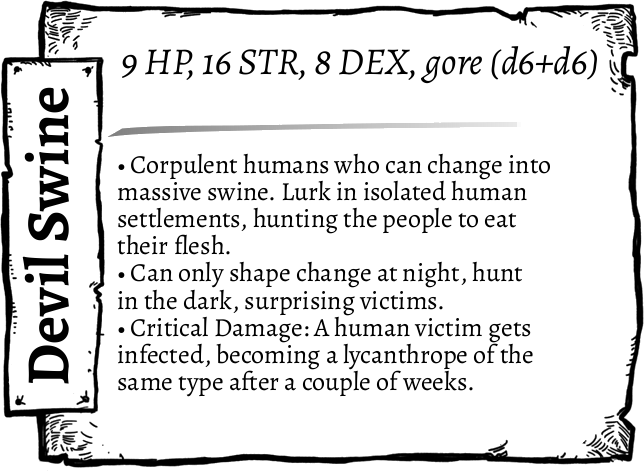 Devil Swine
9 HP, 16 STR, 8 DEX, gore (d6+d6)
• Corpulent humans who can change into
massive swine. Lurk in isolated human
settlements, hunting the people to eat
their flesh.
• Can only shape change at night, hunt
in the dark, surprising victims.
• Critical Damage: A human victim gets
infected, becoming a lycanthrope of the
same type after a couple of weeks.